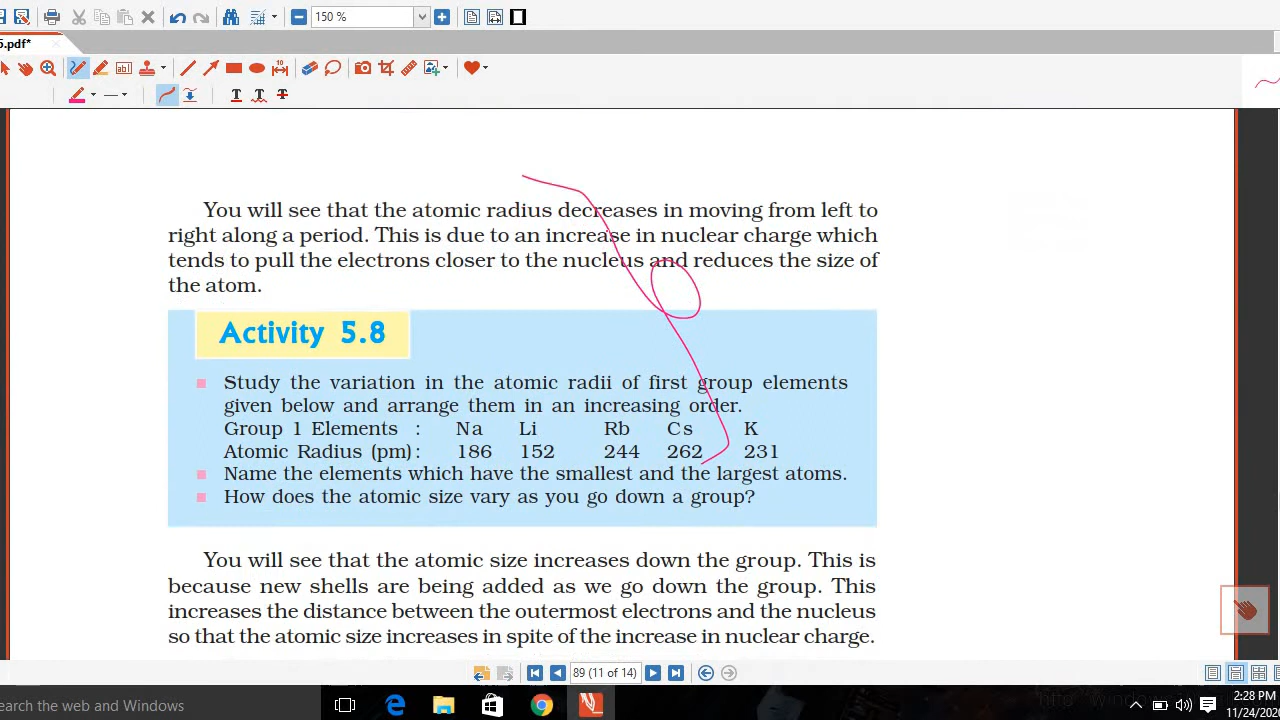 150 %
5.pdf*
You will see that the atomic radius decreases in moving from left to
right along a period. This is due to an increase in nuclear charge which
tends to pull the electrons closer to the nucleus and reduces the size of
the atom.
Activity 5.8
Study the variation in the atomic radii of first group elements
given below and arrange them in an increasing order.
Group 1 Elements : Na Li Rb Cs K
Atomic Radius (pm): 186 152 244 262 231
Name the elements which have the smallest and the largest atoms.
How does the atomic size vary as you go down a group?
You will see that the atomic size increases down the group. This is
because new shells are being added as we go down the group. This
increases the distance between the outermost electrons and the nucleus
so that the atomic size increases in spite of the increase in nuclear charge.
89 (11 of 14)
earch the web and Windows
2:28 PM
11/24/202